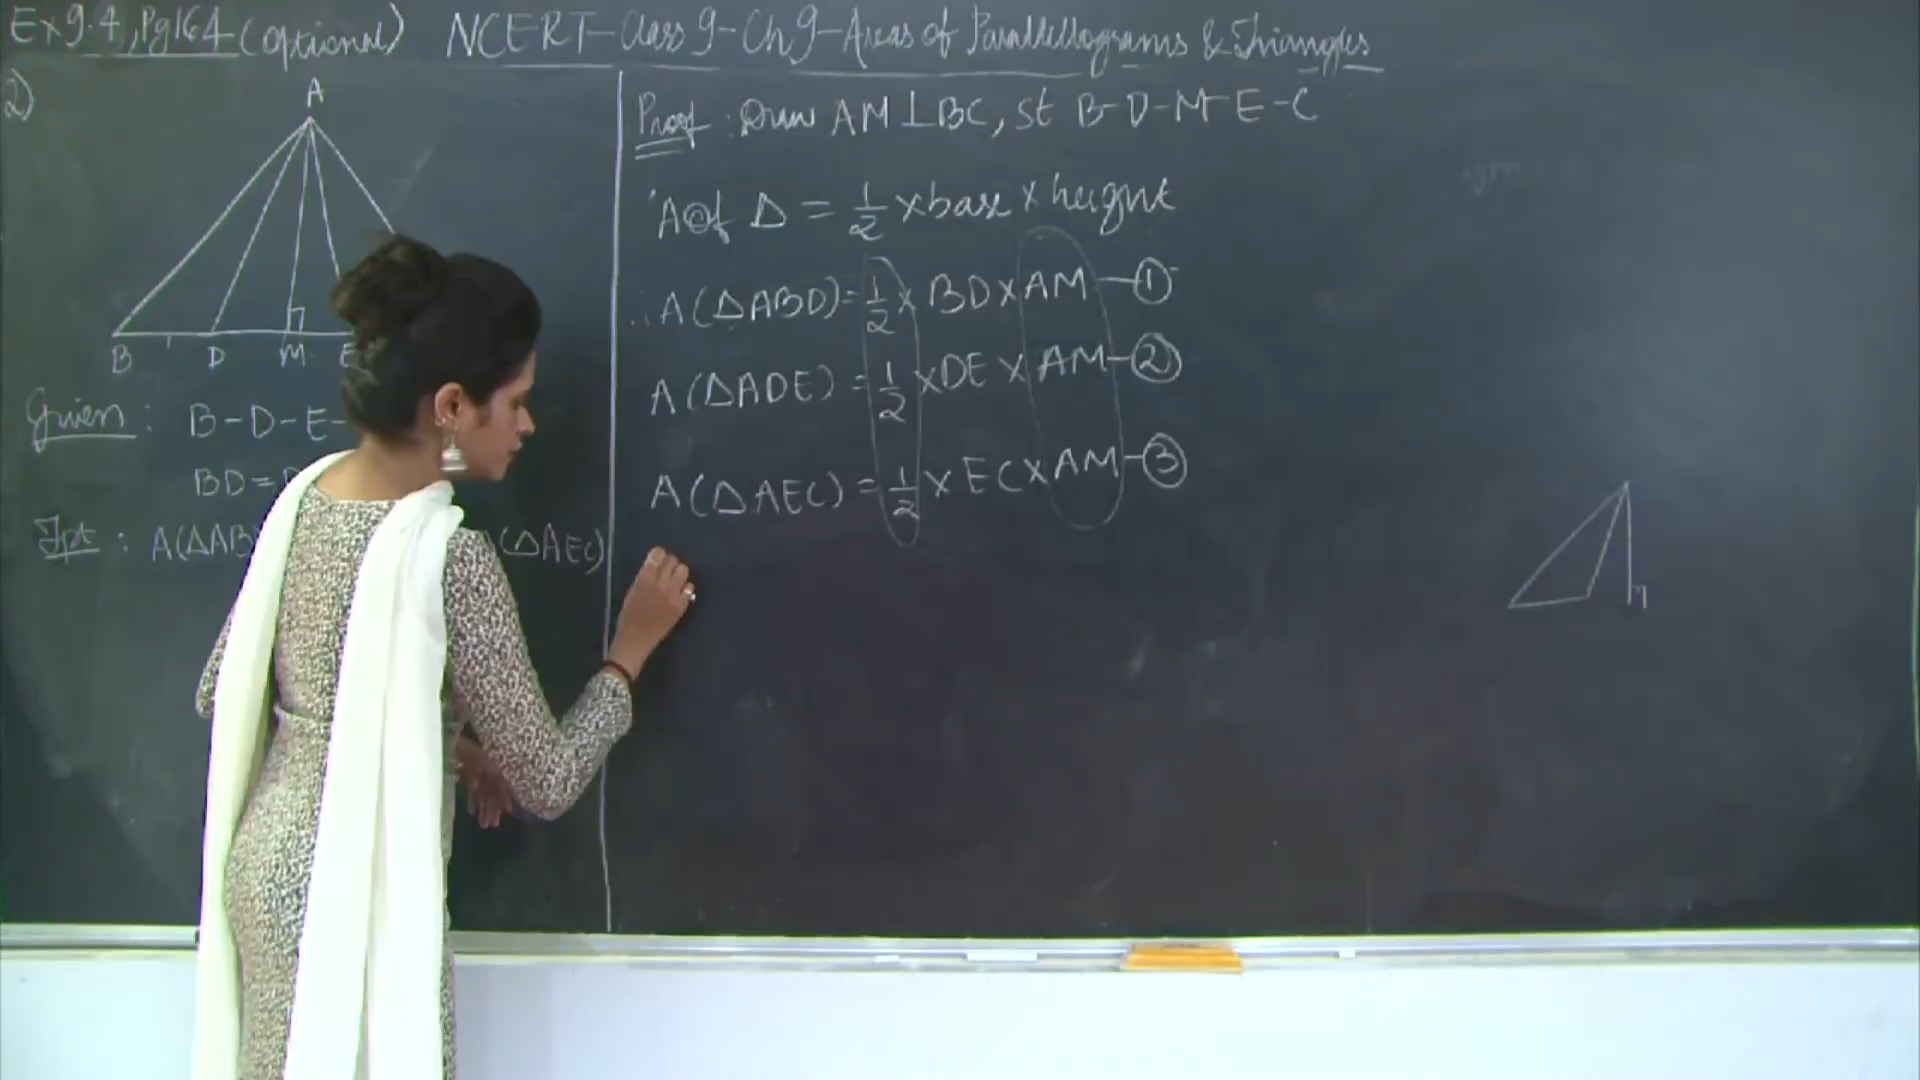 Ex 9.4, Pg 164 (optional) NCERT-Class 9-Ch 9-Areas of Parallellograms & Triangles
2)
A
B D M E
Given : B-D-E-
BD=
Tpt : A(ΔAB (ΔAEC)
Proof : Draw AM⊥BC, st B-D-M-E-C
A of Δ = 1/2 × base × height
∴ A(ΔABD) = 1/2 × BD × AM —①
A(ΔADE) = 1/2 × DE × AM —②
A(ΔAEC) = 1/2 × EC × AM —③